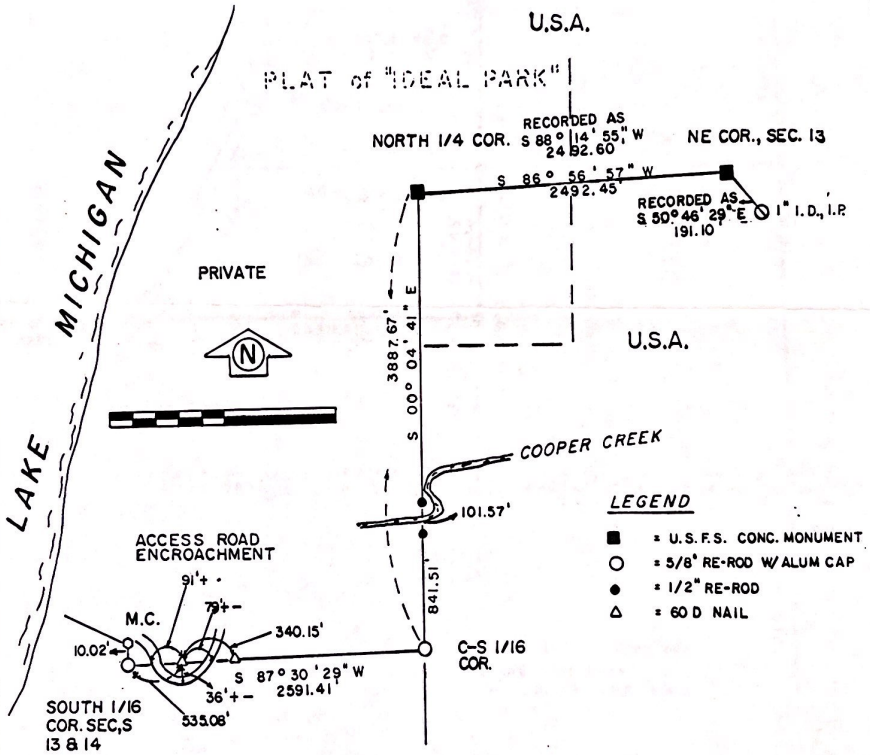 U.S.A.
PLAT of "IDEAL PARK"
RECORDED AS
NORTH 1/4 COR. S 88° 14' 55" W
2492.60
NE COR., SEC. 13
S 86° 56' 57" W
2492.45'
RECORDED AS
S 50° 46' 29" E
191.10'
1" I.D., I.P.
LAKE MICHIGAN
PRIVATE
N
3887.67'
S 00° 04' 41" E
U.S.A.
COOPER CREEK
101.57'
LEGEND
■ = U.S.F.S. CONC. MONUMENT
○ = 5/8" RE-ROD W/ALUM CAP
● = 1/2" RE-ROD
△ = 60 D NAIL
ACCESS ROAD
ENCROACHMENT
91'+-
79'+-
M.C.
340.15'
841.51'
10.02'
S 87° 30' 29" W
2591.41'
C-S 1/16
COR.
36'+-
535.08'
SOUTH 1/16
COR. SEC,S
13 & 14